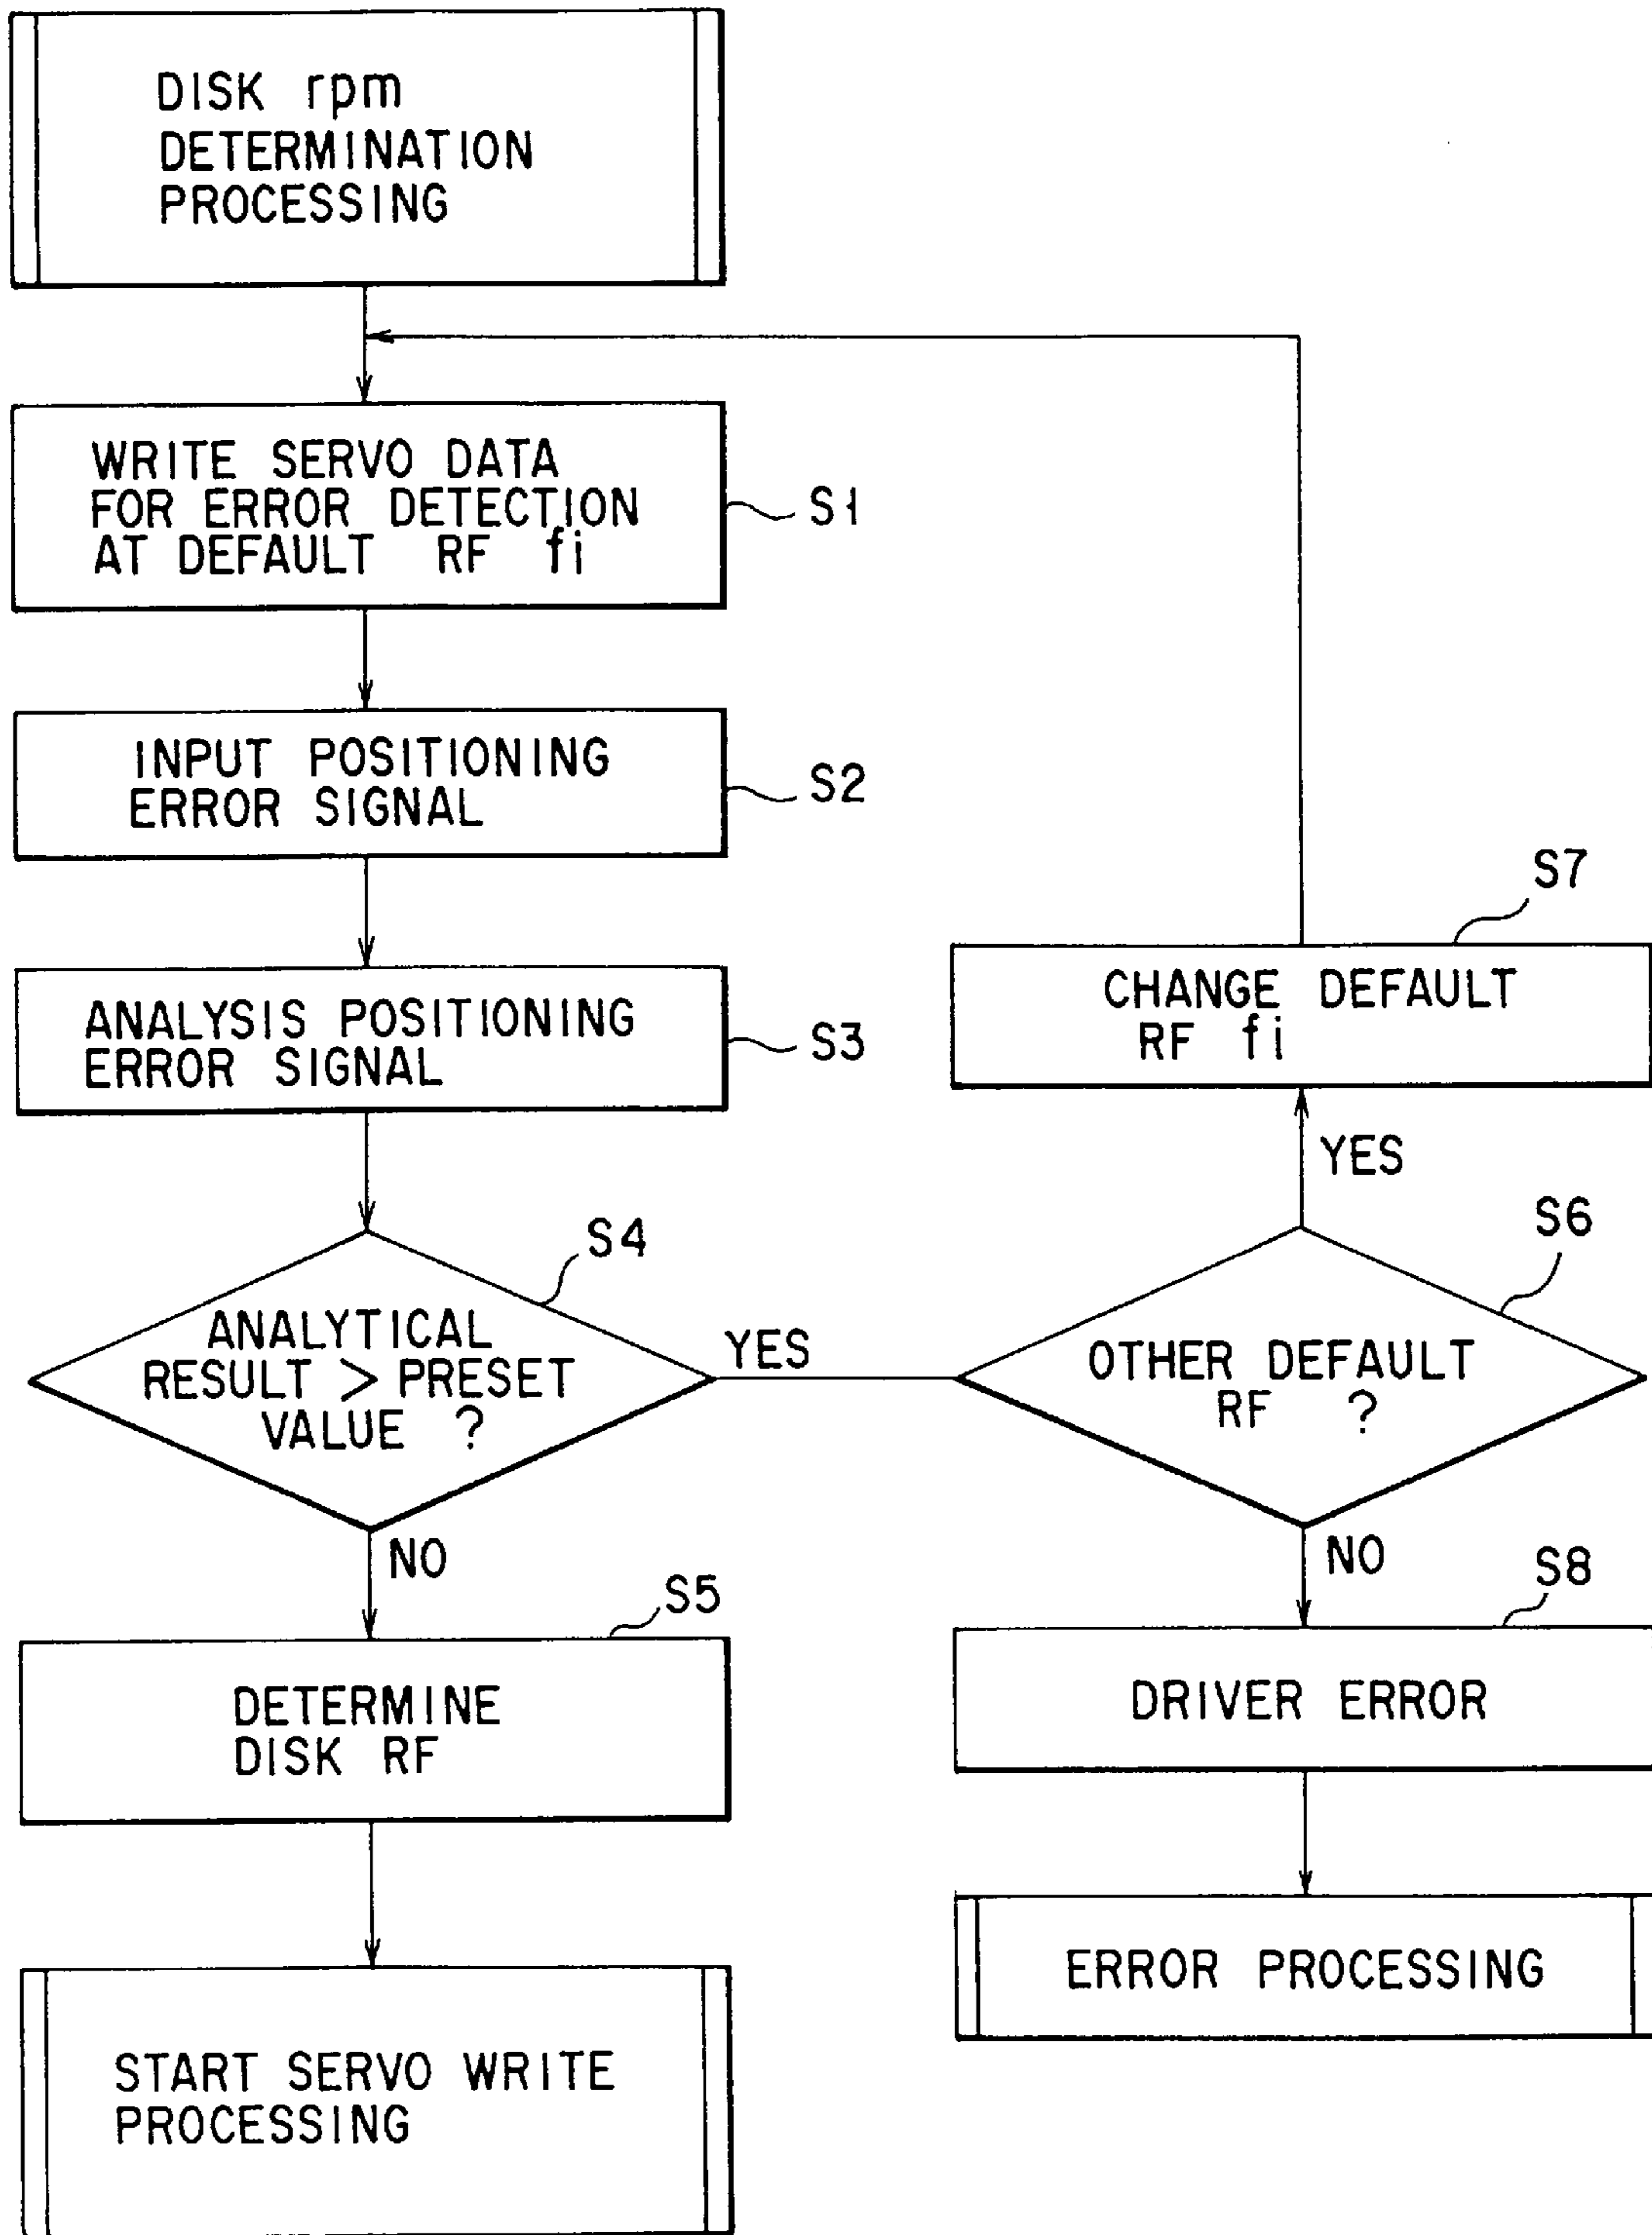 DISK rpm
DETERMINATION
PROCESSING
WRITE SERVO DATA
FOR ERROR DETECTION
AT DEFAULT RF fi
S1
INPUT POSITIONING
ERROR SIGNAL
S2
ANALYSIS POSITIONING
ERROR SIGNAL
S3
ANALYTICAL
RESULT > PRESET
VALUE ?
S4
YES
NO
DETERMINE
DISK RF
S5
START SERVO WRITE
PROCESSING
OTHER DEFAULT
RF ?
S6
YES
CHANGE DEFAULT
RF fi
S7
NO
DRIVER ERROR
S8
ERROR PROCESSING